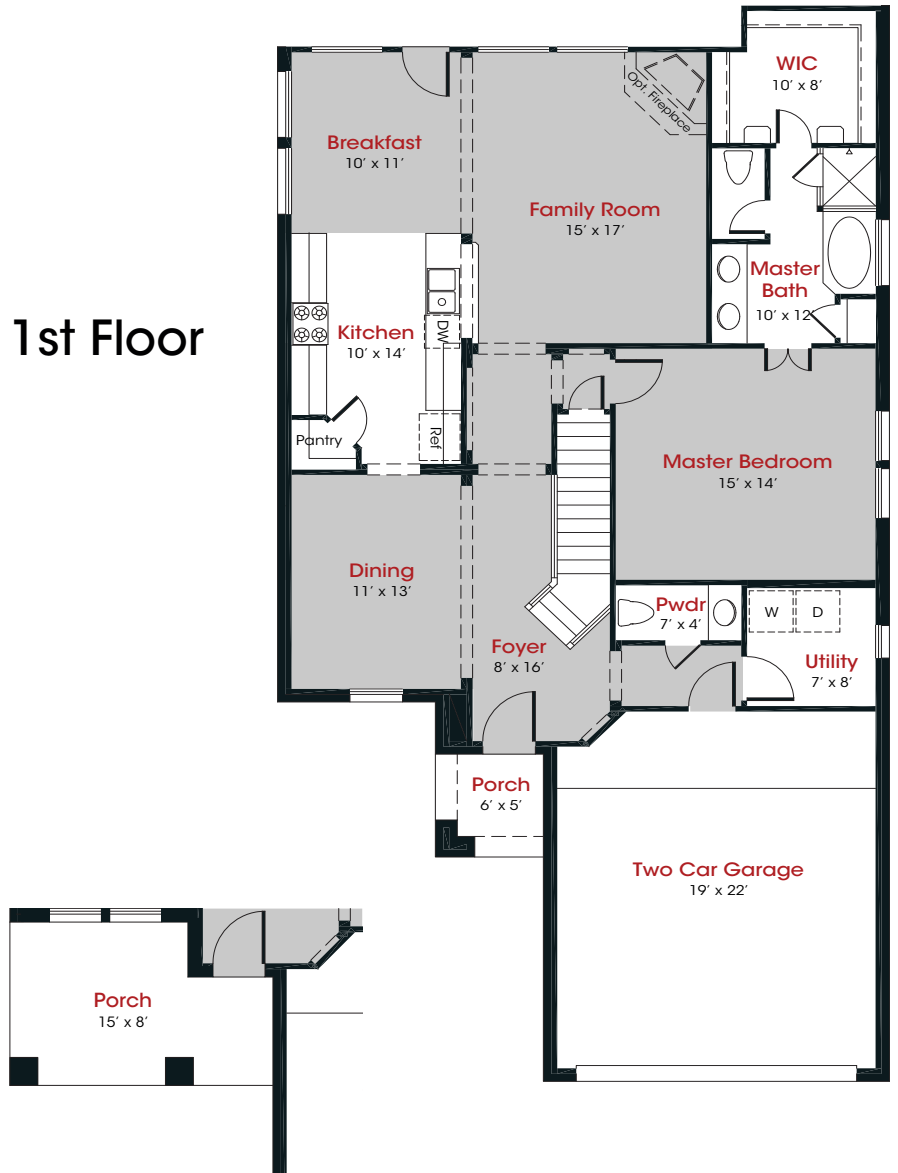 WIC
10’ x 8’
Opt. Fireplace
Breakfast
10’ x 11’
Family Room
15’ x 17’
Master
Bath
10’ x 12’
1st Floor
Kitchen
10’ x 14’
DW
Pantry
Ref
Master Bedroom
15’ x 14’
Dining
11’ x 13’
Pwdr
7’ x 4’
W
D
Foyer
8’ x 16’
Utility
7’ x 8’
Porch
6’ x 5’
Two Car Garage
19’ x 22’
Porch
15’ x 8’